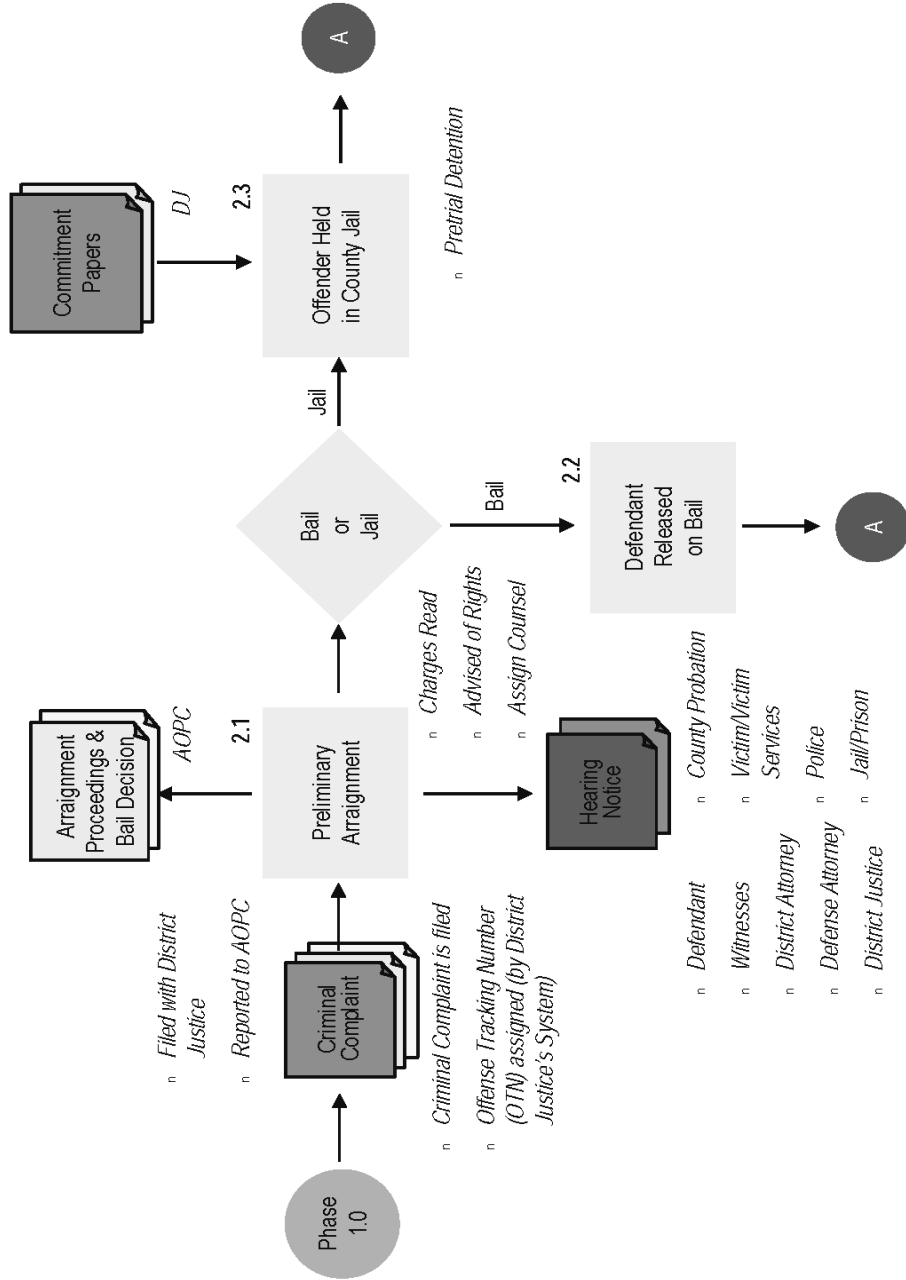 Phase
1.0
Filed with District
Justice
Reported to AOPC
Criminal
Complaint
Criminal Complaint is filed
Offense Tracking Number
(OTN) assigned (by District
Justice's System)
Arraignment
Proceedings &
Bail Decision
AOPC
2.1
Preliminary
Arraignment
Charges Read
Advised of Rights
Assign Counsel
Hearing
Notice
Defendant
Witnesses
District Attorney
Defense Attorney
District Justice
County Probation
Victim/Victim
Services
Police
Jail/Prison
Bail
or
Jail
Bail
2.2
Defendant
Released
on Bail
A
Jail
Commitment
Papers
DJ
2.3
Offender Held
in County Jail
Pretrial Detention
A